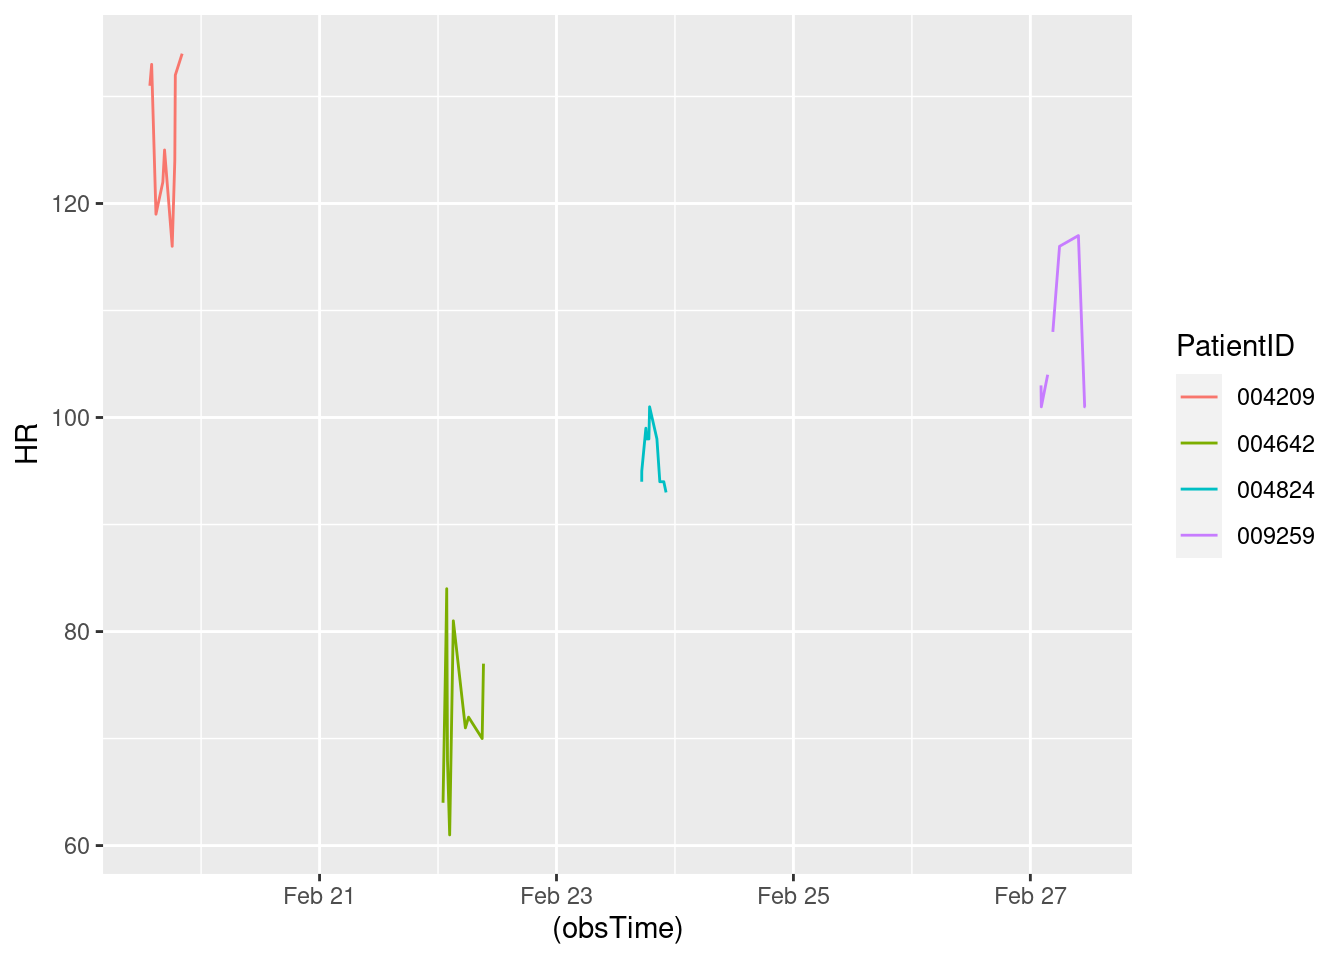 HR
120
100
80
60
Feb 21
Feb 23
Feb 25
Feb 27
(obsTime)
PatientID
004209
004642
004824
009259